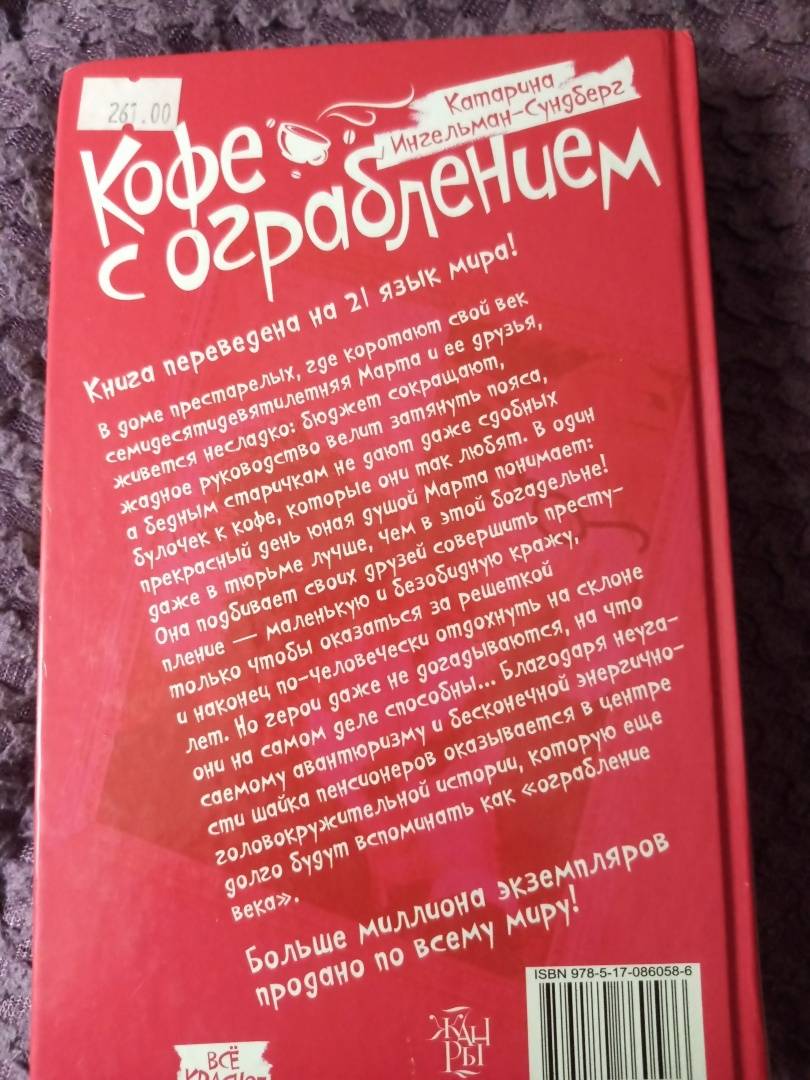 261.00
Катарина
Ингельман-Сундберг
Кофе
с ограблением
Книга переведена на 21 язык мира!
В доме престарелых, где коротают свой век
семидесятидевятилетняя Марта и ее друзья,
живется несладко: бюджет сокращают,
жадное руководство велит затянуть пояса,
а бедным старичкам не дают даже сдобных
булочек к кофе, которые они так любят. В один
прекрасный день юная душой Марта понимает:
даже в тюрьме лучше, чем в этой богадельне!
Она подбивает своих друзей совершить престу-
пление — маленькую и безобидную кражу,
только чтобы оказаться за решеткой
и наконец по-человечески отдохнуть на склоне
лет. Но герои даже не догадываются, на что
они на самом деле способны... Благодаря неуга-
саемому авантюризму и бесконечной энергично-
сти шайка пенсионеров оказывается в центре
головокружительной истории, которую еще
долго будут вспоминать как «ограбление
века».
Больше миллиона экземпляров
продано по всему миру!
ISBN 978-5-17-086058-6
ЖАН
РЫ
ВСЁ